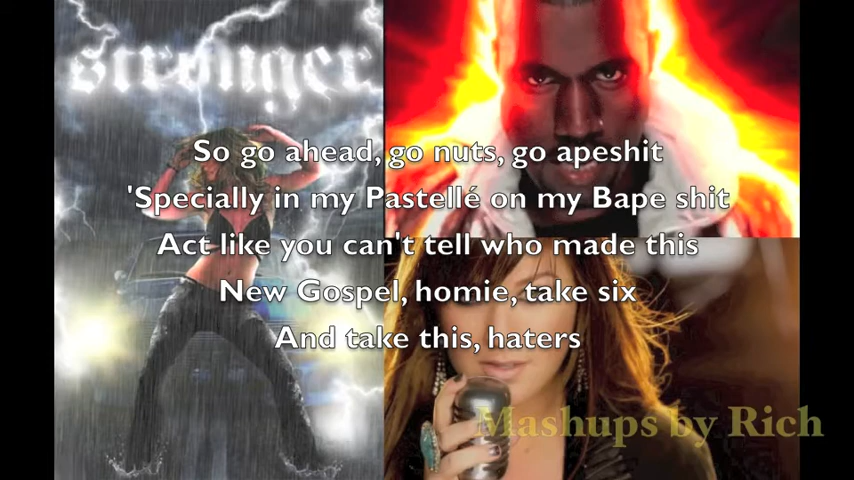 stronger
So go ahead, go nuts, go apeshit
'Specially in my Pastellé on my Bape shit
Act like you can't tell who made this
New Gospel, homie, take six
And take this, haters
Mashups by Rich